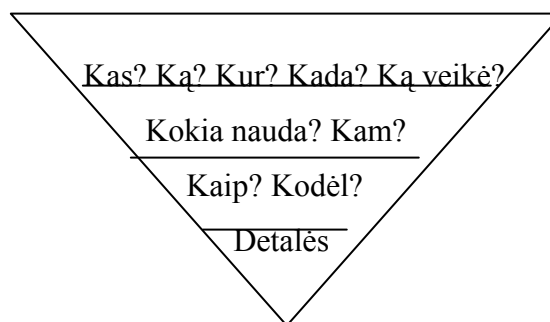 Kas? Ką? Kur? Kada? Ką veikė?
Kokia nauda? Kam?
Kaip? Kodėl?
Detalės